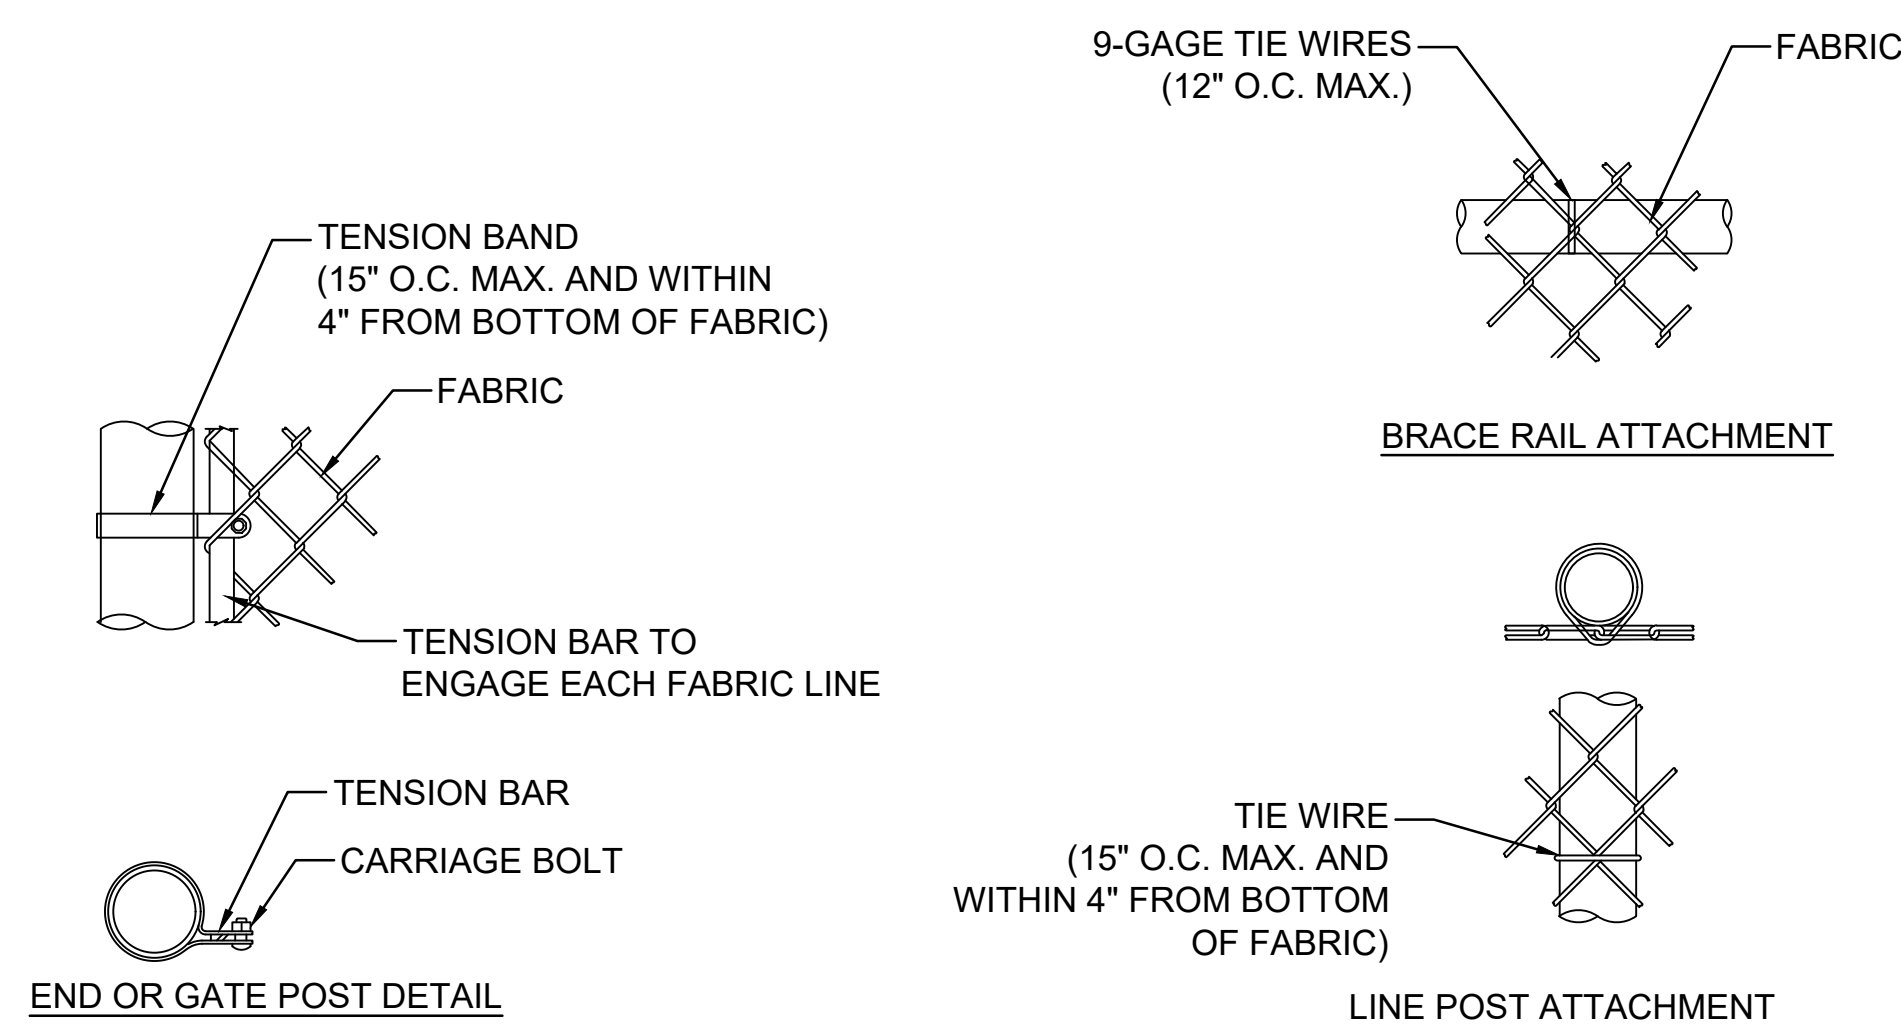 9-GAGE TIE WIRES
(12" O.C. MAX.)
FABRIC
BRACE RAIL ATTACHMENT
TENSION BAND
(15" O.C. MAX. AND WITHIN
4" FROM BOTTOM OF FABRIC)
FABRIC
TENSION BAR TO
ENGAGE EACH FABRIC LINE
TENSION BAR
CARRIAGE BOLT
END OR GATE POST DETAIL
TIE WIRE
(15" O.C. MAX. AND
WITHIN 4" FROM BOTTOM
OF FABRIC)
LINE POST ATTACHMENT